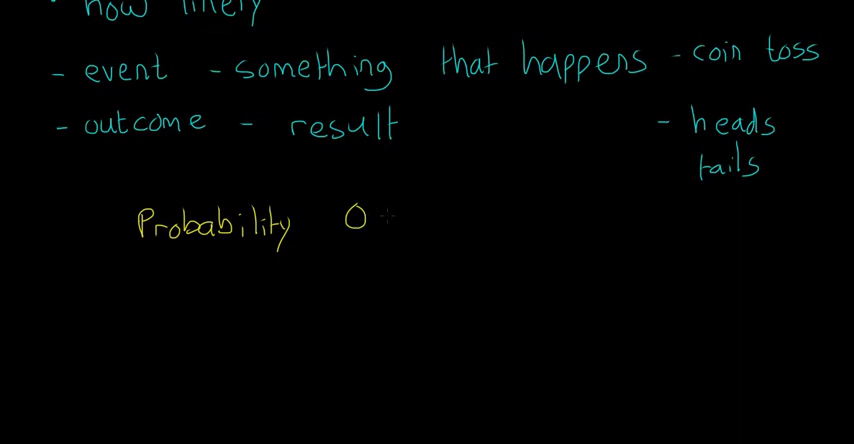 - how likely
- event - something that happens - coin toss
- outcome - result - heads
tails
Probability 0